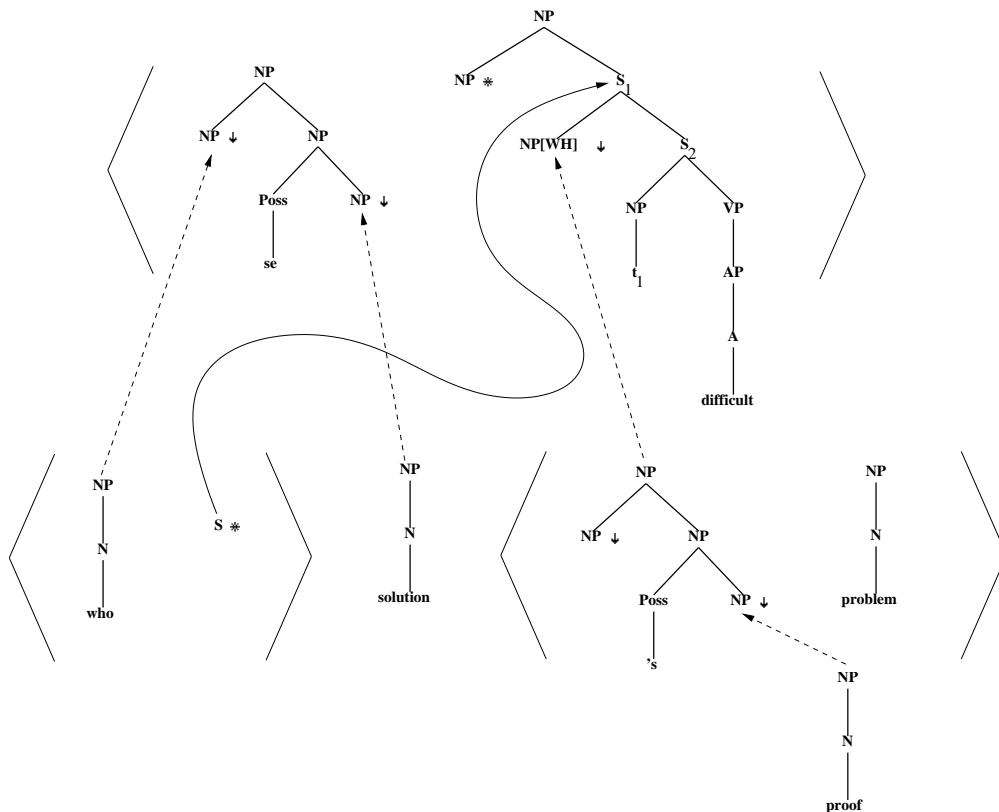 NP
NP
NP *
S1
NP ↓ NP
NP[WH] ↓ S2
Poss NP ↓
NP VP
se
t1 AP
A
difficult
NP
NP
NP
NP
S *
N
N
NP ↓ NP
N
who
solution
Poss NP ↓
problem
's
NP
N
proof